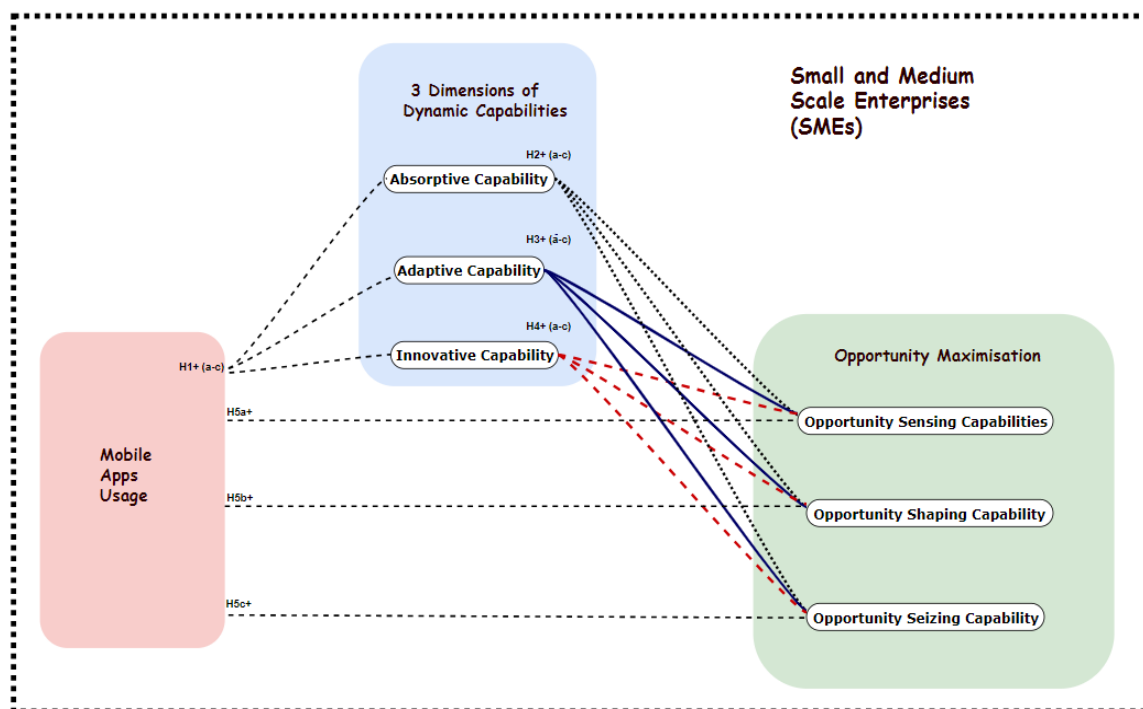 3 Dimensions of
Dynamic Capabilities
Small and Medium
Scale Enterprises
(SMEs)
H2+ (a-c)
Absorptive Capability
H3+ (a-c)
Adaptive Capability
H4+ (a-c)
Innovative Capability
Opportunity Maximisation
H1+ (a-c)
H5a+
Opportunity Sensing Capabilities
Mobile
Apps
Usage
H5b+
Opportunity Shaping Capability
H5c+
Opportunity Seizing Capability